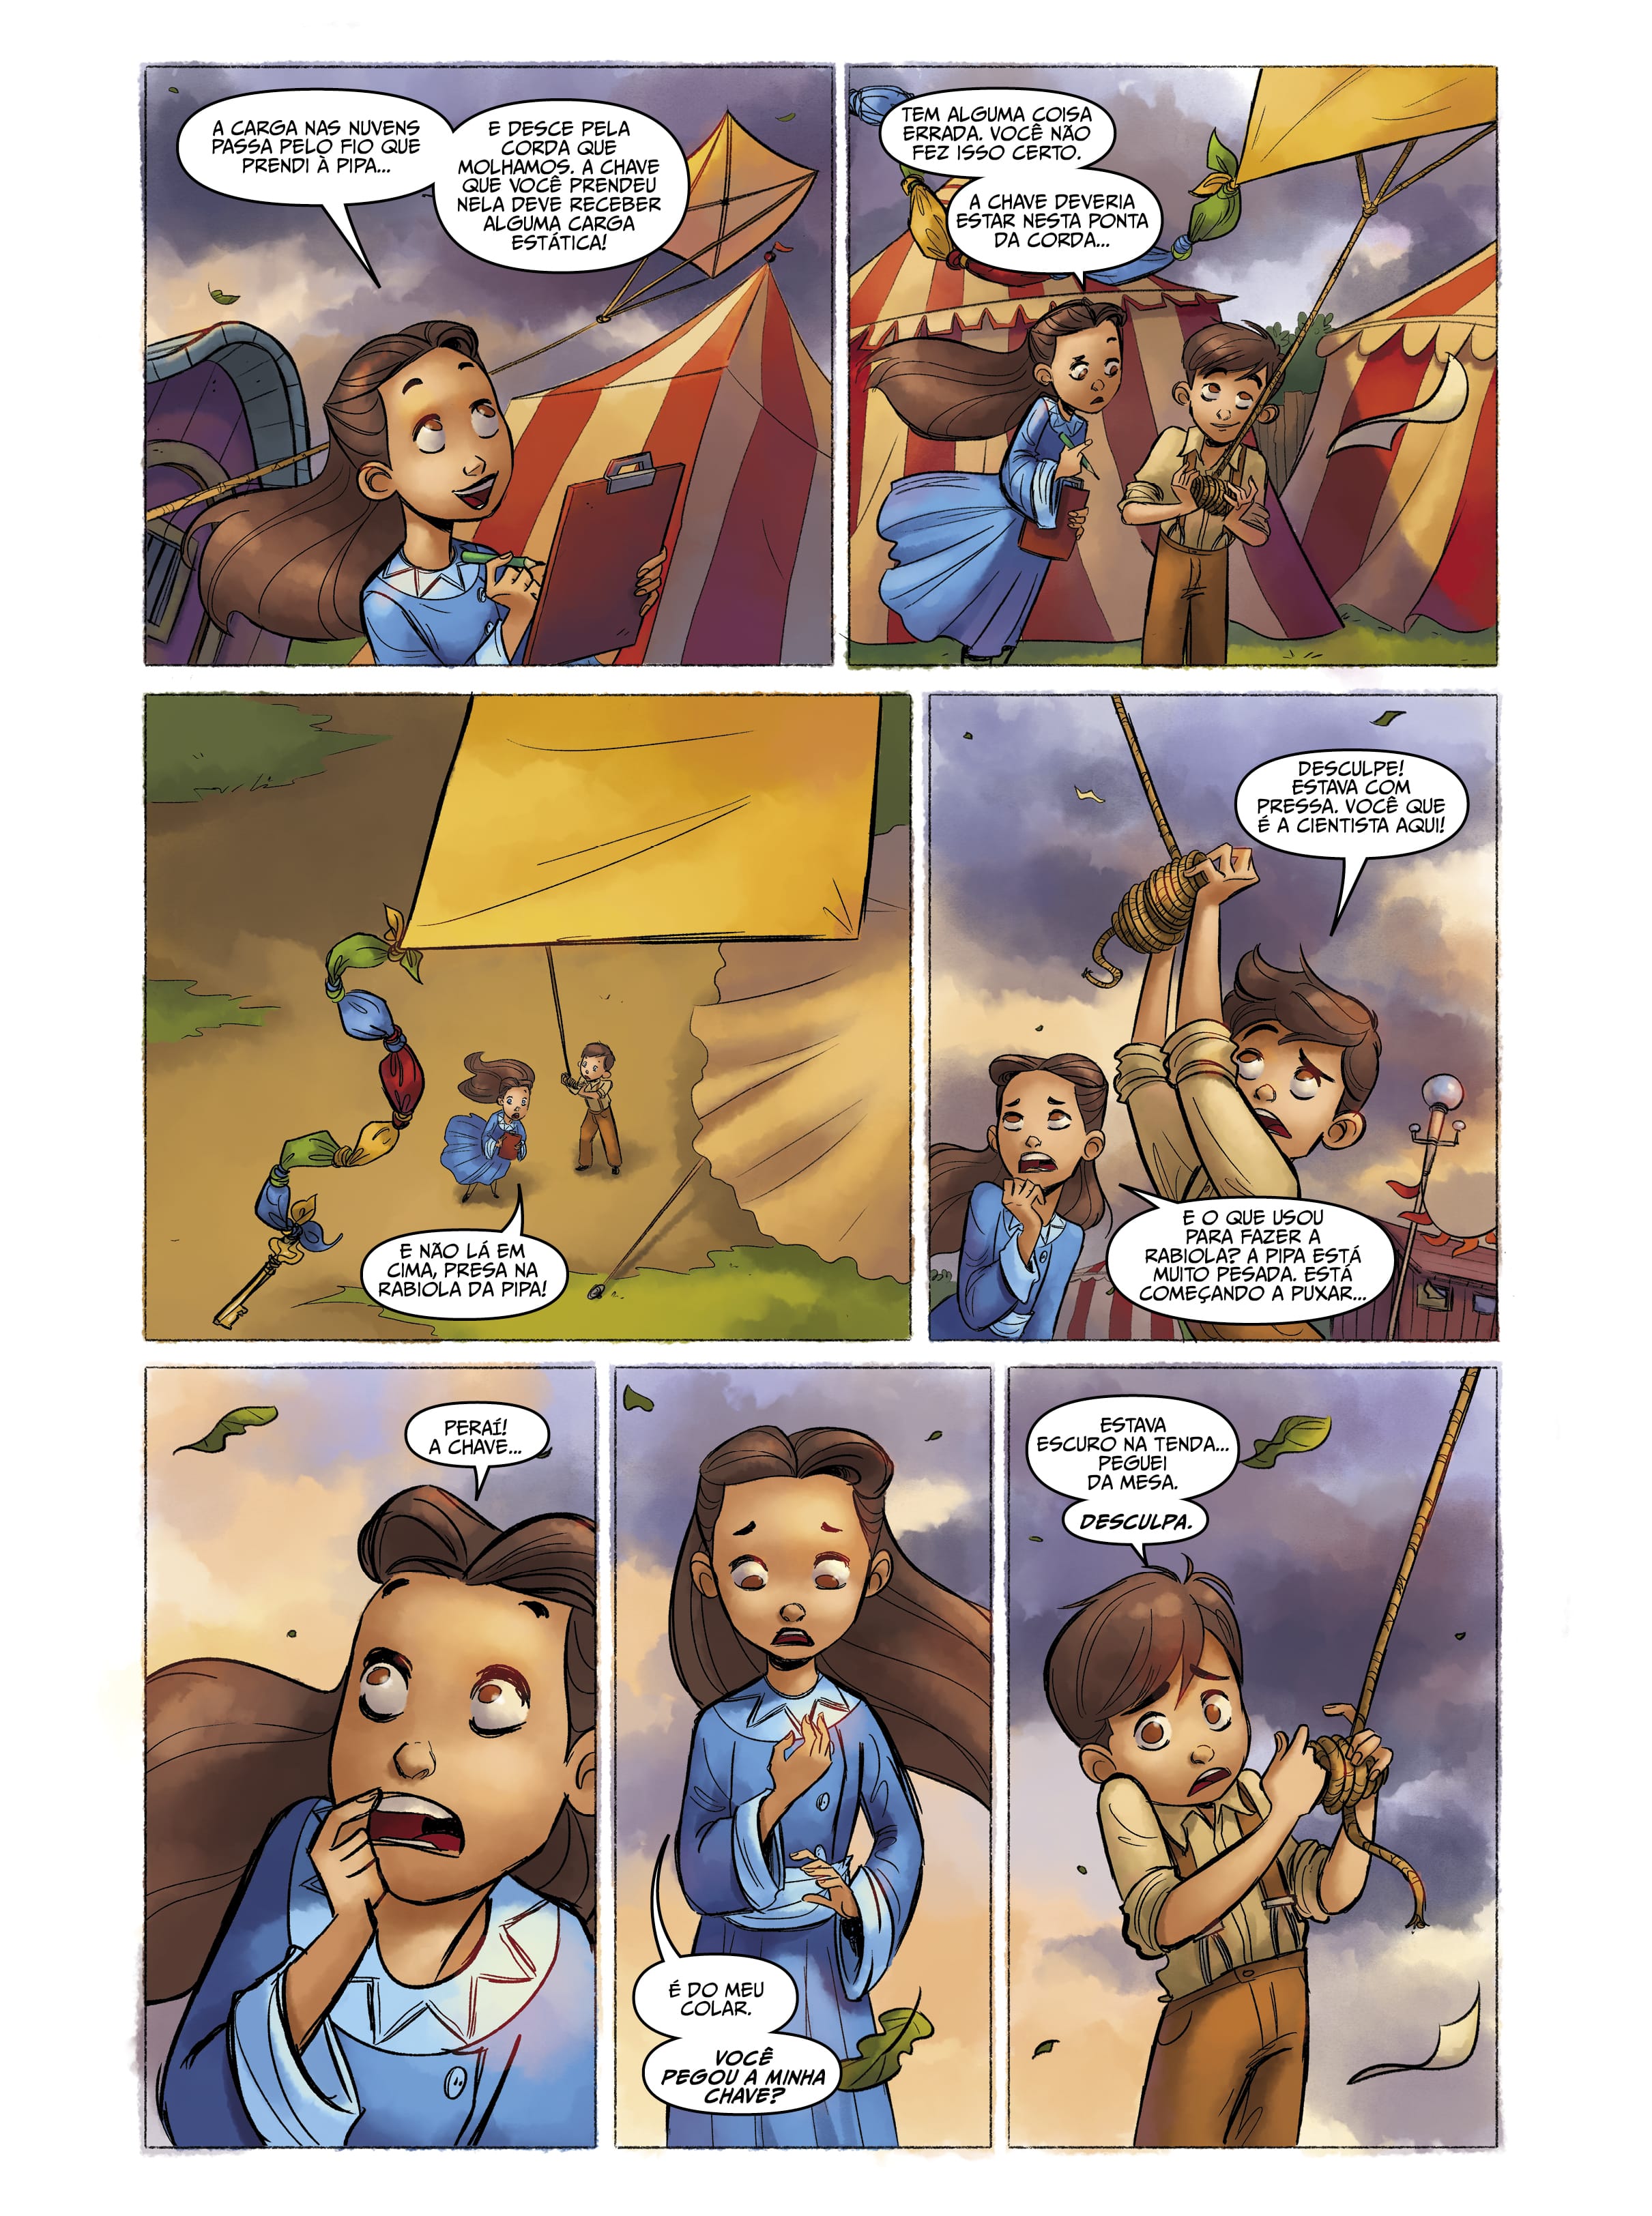 A CARGA NAS NUVENS
PASSA PELO FIO QUE
PRENDI À PIPA...
E DESCE PELA
CORDA QUE
MOLHAMOS. A CHAVE
QUE VOCÊ PRENDEU
NELA DEVE RECEBER
ALGUMA CARGA
ESTÁTICA!
TEM ALGUMA COISA
ERRADA. VOCÊ NÃO
FEZ ISSO CERTO.
A CHAVE DEVERIA
ESTAR NESTA PONTA
DA CORDA...
E NÃO LÁ EM
CIMA, PRESA NA
RABIOLA DA PIPA!
DESCULPE!
ESTAVA COM
PRESSA. VOCÊ QUE
É A CIENTISTA AQUI!
E O QUE USOU
PARA FAZER A
RABIOLA? A PIPA ESTÁ
MUITO PESADA. ESTÁ
COMEÇANDO A PUXAR...
PERAÍ!
A CHAVE...
É DO MEU
COLAR.
VOCÊ
PEGOU A MINHA
CHAVE?
ESTAVA
ESCURO NA TENDA...
PEGUEI
DA MESA.
DESCULPA.